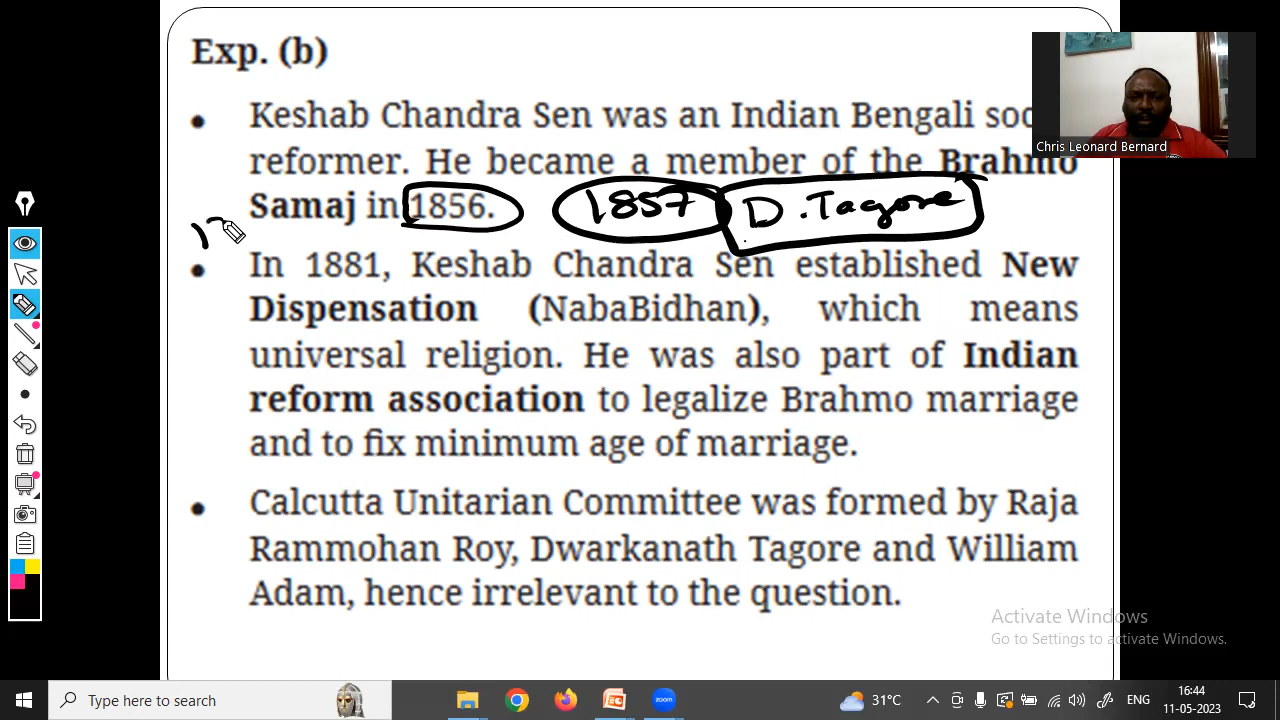 Exp. (b)
• Keshab Chandra Sen was an Indian Bengali soc
reformer. He became a member of the Brahmo
Samaj in 1856. 1857 D. Tagore
• In 1881, Keshab Chandra Sen established New
Dispensation (NabaBidhan), which means
universal religion. He was also part of Indian
reform association to legalize Brahmo marriage
and to fix minimum age of marriage.
• Calcutta Unitarian Committee was formed by Raja
Rammohan Roy, Dwarkanath Tagore and William
Adam, hence irrelevant to the question.
Chris Leonard Bernard
Activate Windows
Go to Settings to activate Windows.
Type here to search
zoom
31°C
ENG
16:44
11-05-2023